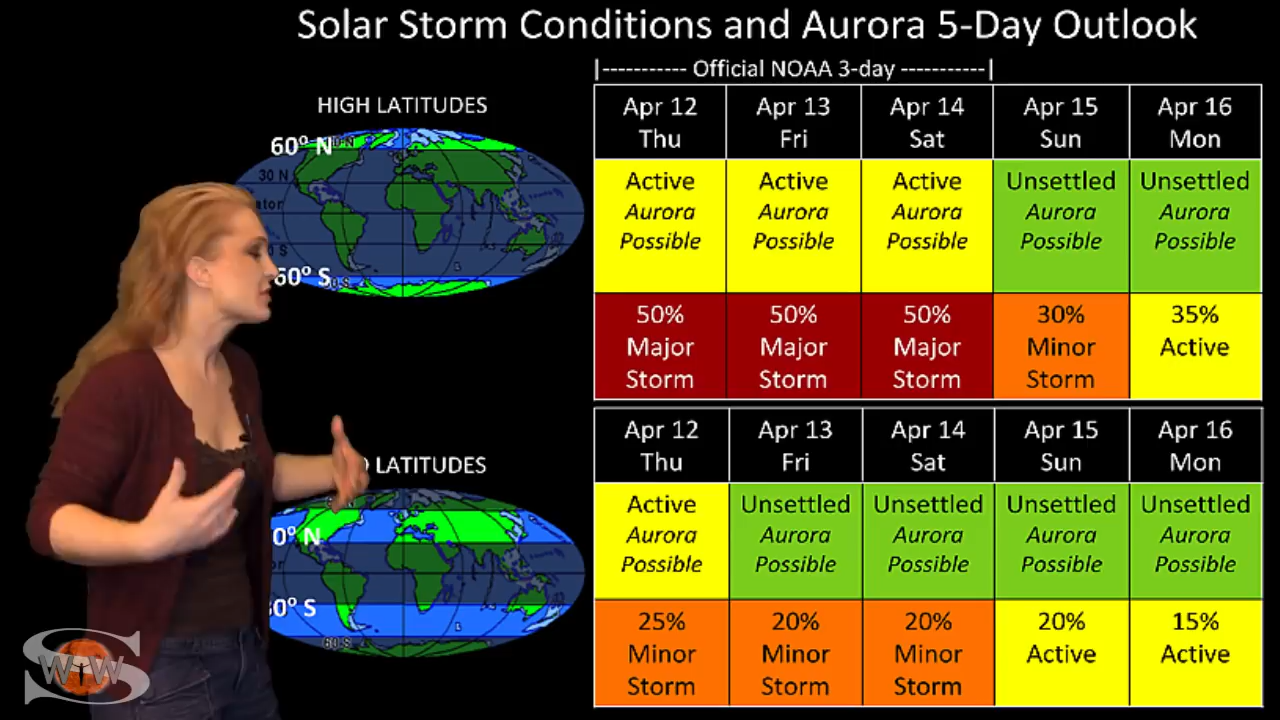 Solar Storm Conditions and Aurora 5-Day Outlook
|----------- Official NOAA 3-day -----------|
HIGH LATITUDES
60º N
30 N
60º S
Apr 12 Apr 13 Apr 14 Apr 15 Apr 16
Thu Fri Sat Sun Mon
Active Active Active Unsettled Unsettled
Aurora Aurora Aurora Aurora Aurora
Possible Possible Possible Possible Possible
50% 50% 50% 30% 35%
Major Major Major Minor Active
Storm Storm Storm Storm
LATITUDES
0º N
0º S
60 S
Apr 12 Apr 13 Apr 14 Apr 15 Apr 16
Thu Fri Sat Sun Mon
Active Unsettled Unsettled Unsettled Unsettled
Aurora Aurora Aurora Aurora Aurora
Possible Possible Possible Possible Possible
25% 20% 20% 20% 15%
Minor Minor Minor Active Active
Storm Storm Storm
S
WTW